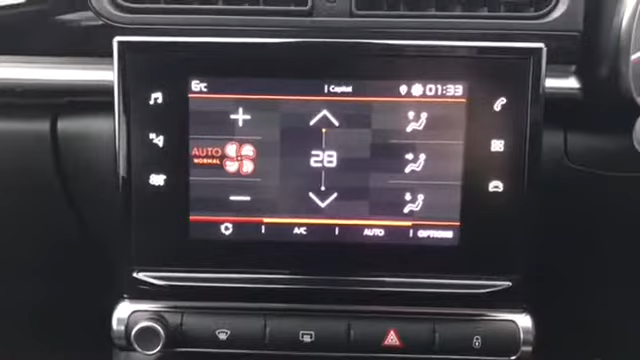 6°c
Capital
01:33
AUTO
NORMAL
28
A/C
AUTO
OPTIONS